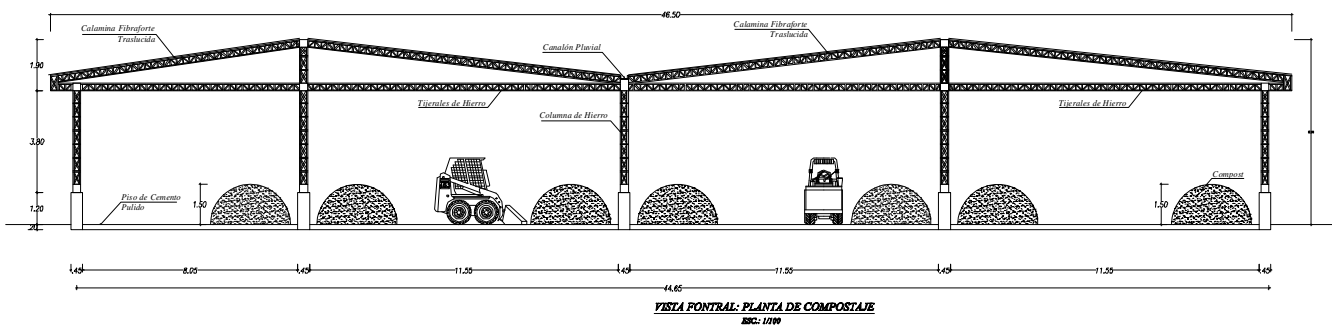 46.50
Calamina Fibraforte
Traslucida
Calamina Fibraforte
Traslucida
Canalón Pluvial
1.90
Tijerales de Hierro
Tijerales de Hierro
Columna de Hierro
3.80
Piso de Cemento
Pulido
Compost
1.50
1.50
1.20
.20
.45 8.05 .45 11.55 .45 11.55 .45 11.55 .45
44.65
VISTA FONTRAL: PLANTA DE COMPOSTAJE
ESC.: 1/100